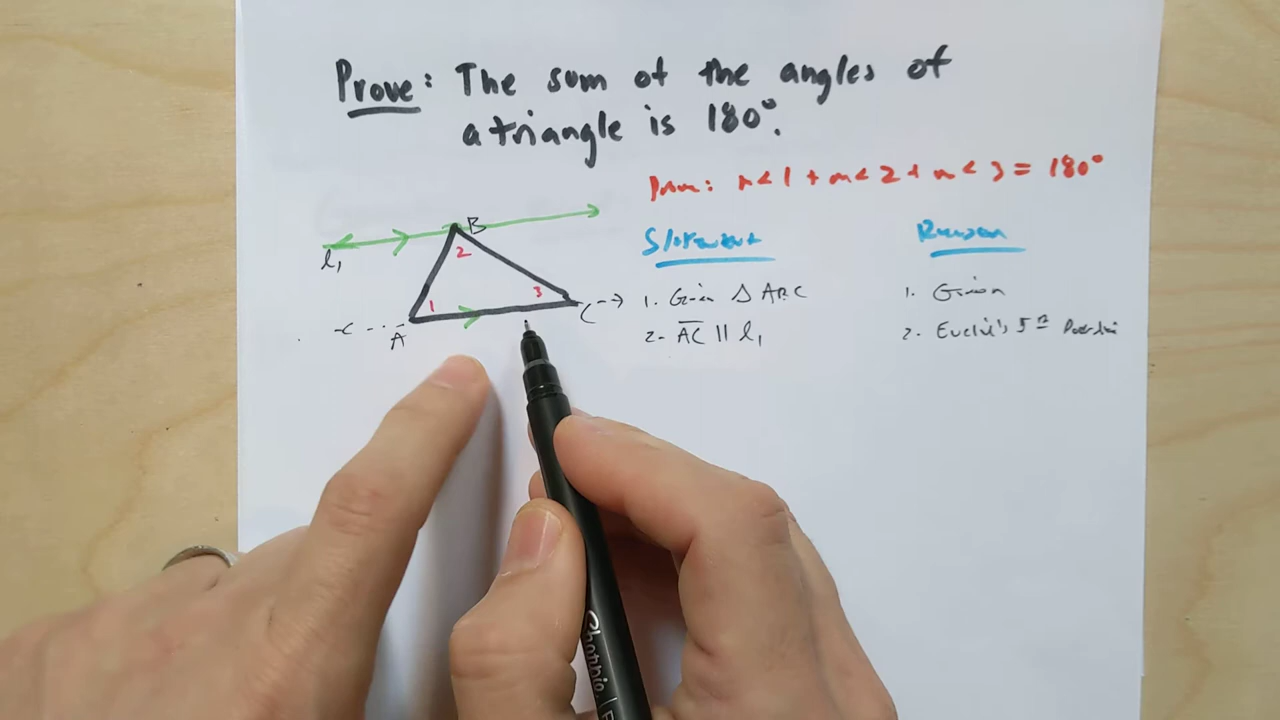 Prove: The sum of the angles of
a triangle is 180°.
Prove: m<1 + m<2 + m<3 = 180°
Statement
Reason
l₁
B
2
1
3
A
C
1. Given △ ABC
1. Given
2. AC || l₁
2. Euclid's 5th
Sharpie